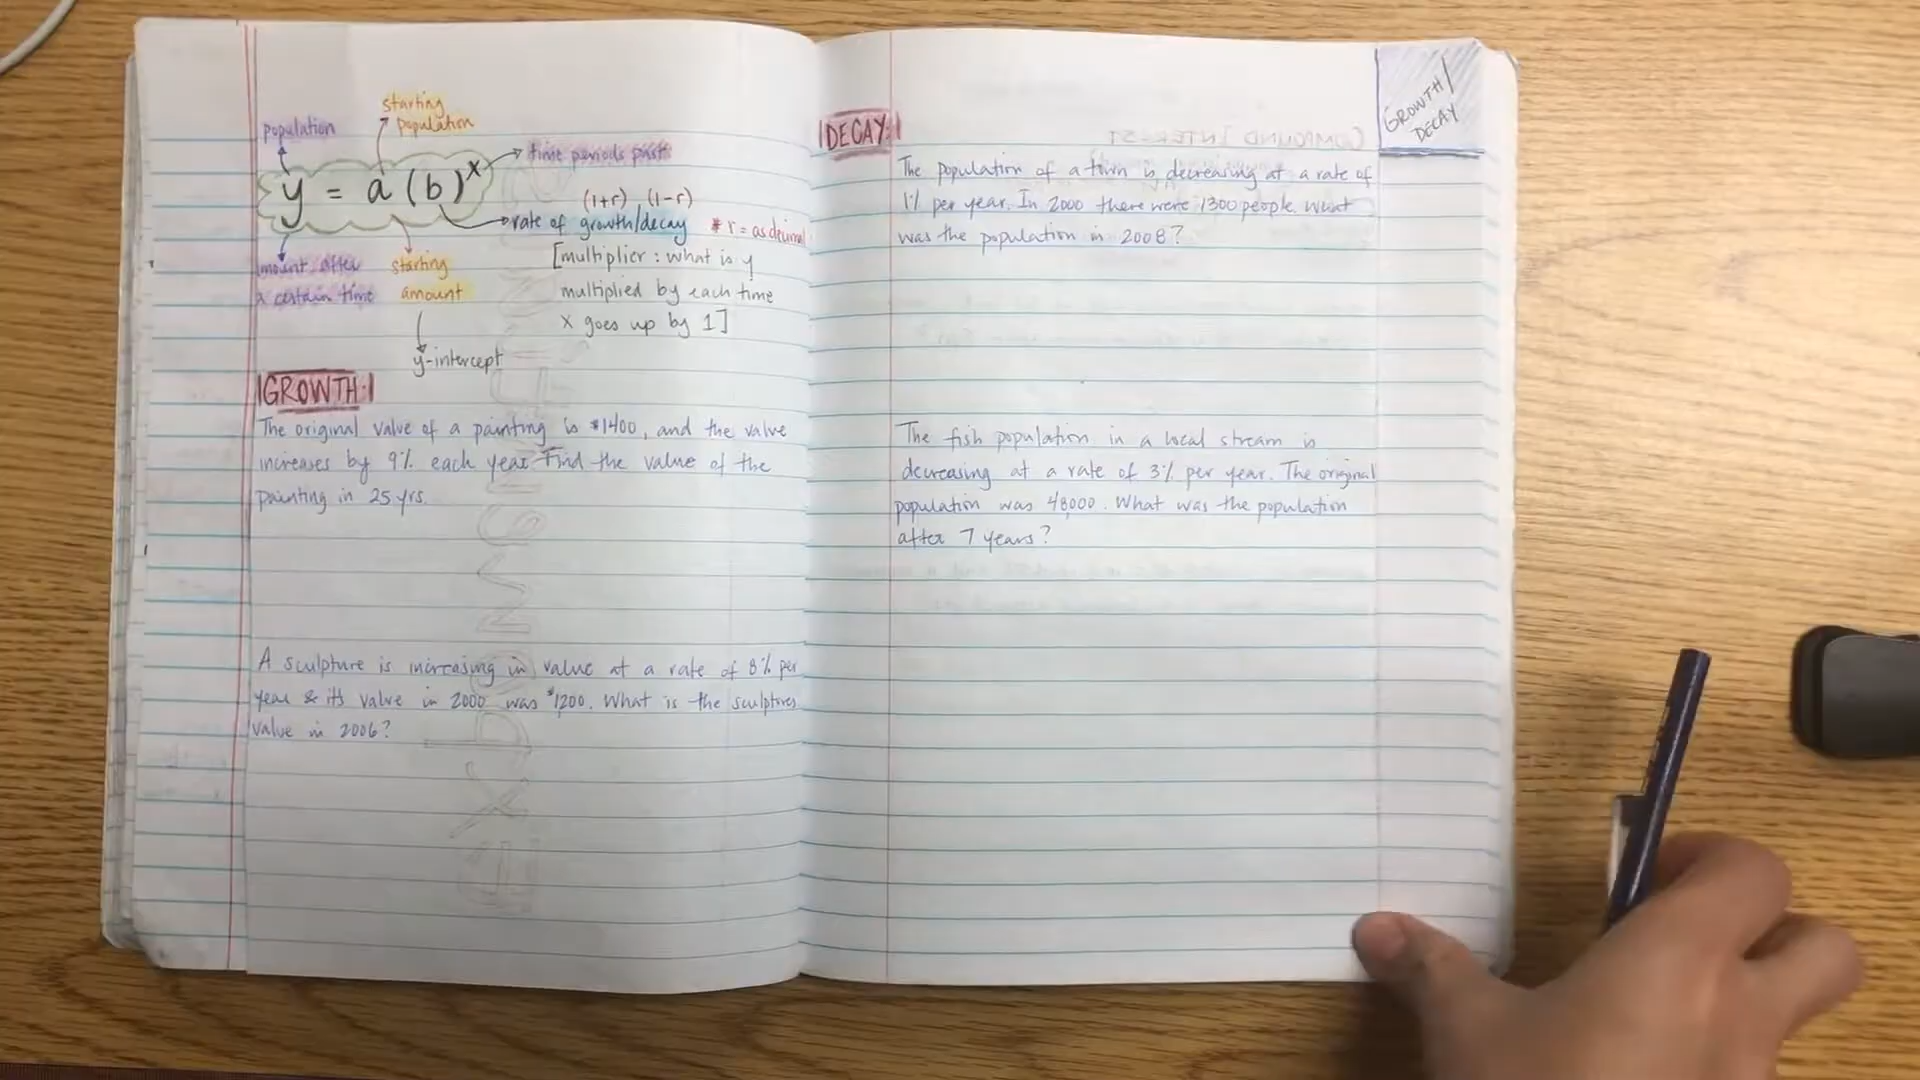 starting
population
population
time periods past
y = a (b)^x
(1+r) (1-r)
rate of growth/decay * r = as decimal
[multiplier: what is y
multiplied by each time
x goes up by 1]
amount after
a certain time
starting
amount
y-intercept
GROWTH:
The original value of a painting is $1400, and the value
increases by 9% each year. Find the value of the
painting in 25 yrs.
A sculpture is increasing in value at a rate of 8% per
year & its value in 2000 was $1200. What is the sculptures
value in 2006?
GROWTH/
DECAY
DECAY:
COMPOUND INTEREST
The population of a town is decreasing at a rate of
1% per year. In 2000 there were 1300 people. What
was the population in 2008?
The fish population in a local stream is
decreasing at a rate of 3% per year. The original
population was 48,000. What was the population
after 7 years?